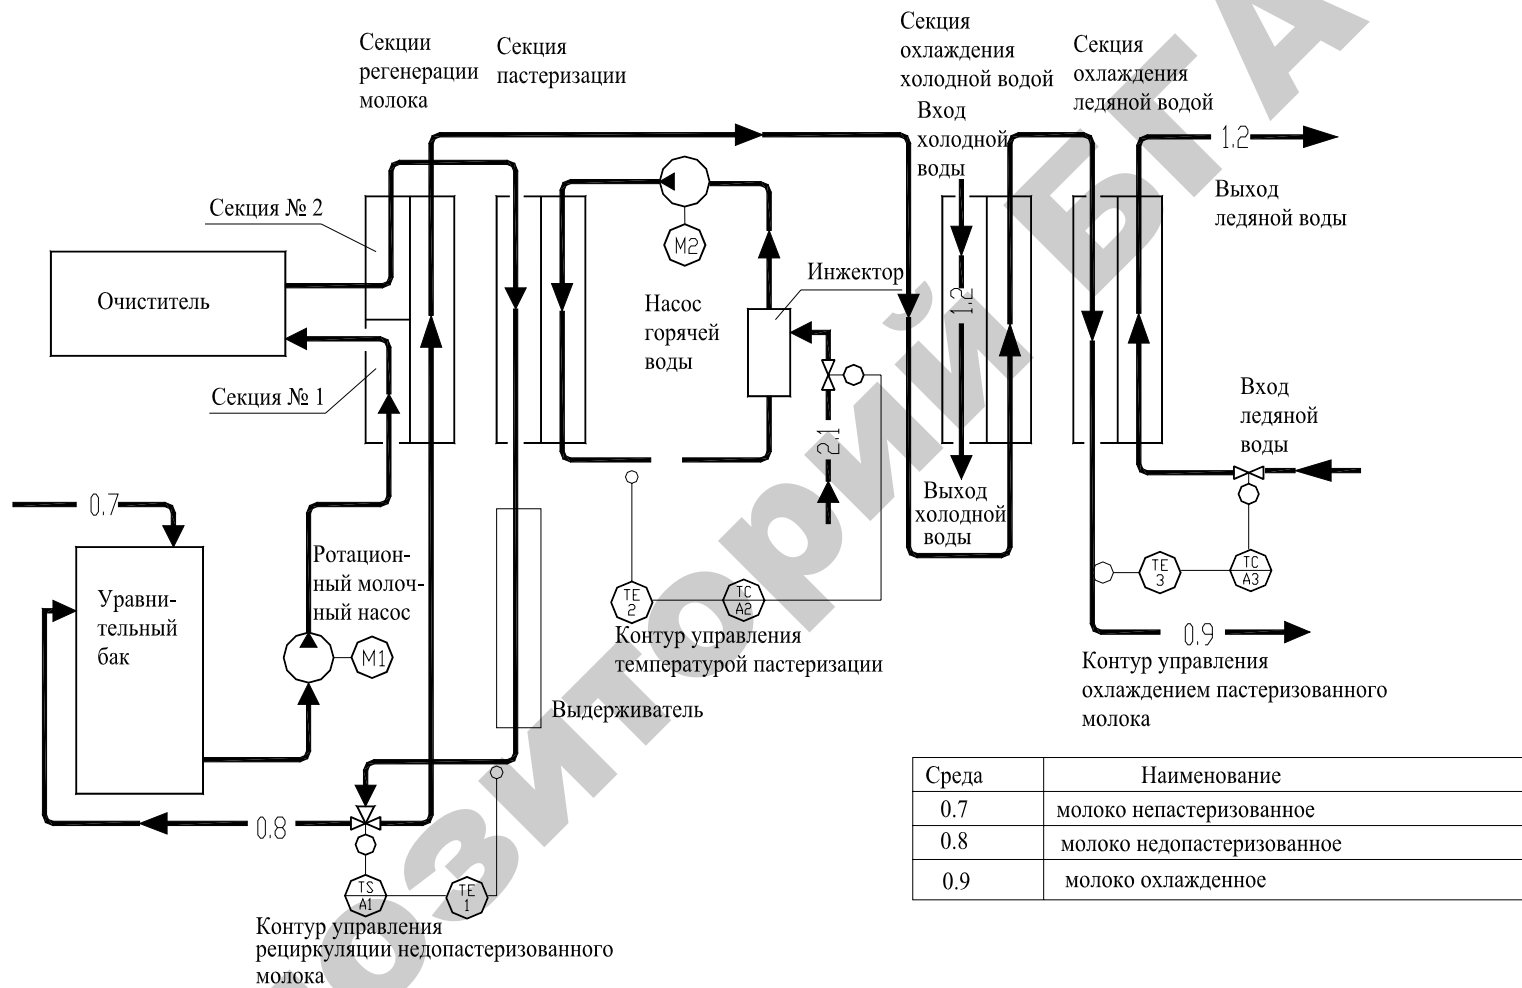 Секции
регенерации
молока
Секция
пастеризации
Секция
охлаждения
холодной водой
Секция
охлаждения
ледяной водой
Вход
холодной
воды
1.2
Выход
ледяной воды
Секция № 2
М2
Инжектор
Очиститель
1.2
Насос
горячей
воды
Секция № 1
Вход
ледяной
воды
2.1
Выход
холодной
воды
0.7
Ротацион-
ный молоч-
ный насос
Уравни-
тельный
бак
М1
TE
2
TC
A2
TE
3
TC
A3
Контур управления
температурой пастеризации
0.9
Контур управления
охлаждением пастеризованного
молока
Выдерживатель
0.8
TS
A1
TE
1
Контур управления
рециркуляции недопастеризованного
молока
Среда Наименование
0.7 молоко непастеризованное
0.8 молоко недопастеризованное
0.9 молоко охлажденное
озиторий БГА